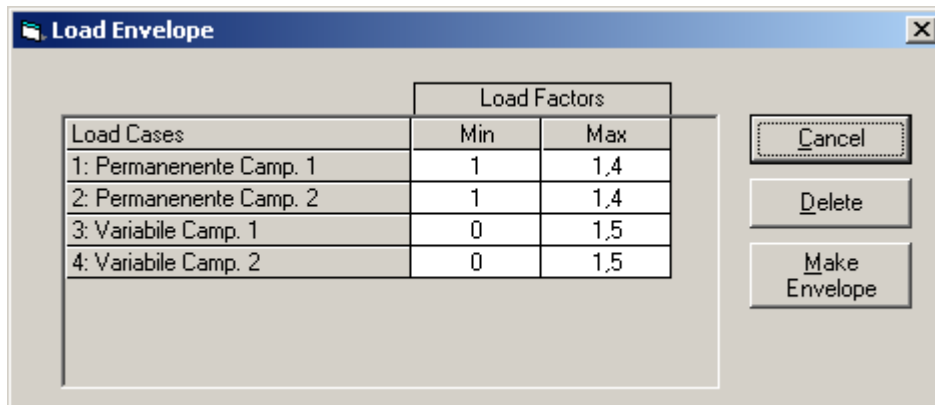 Load Envelope
Load Factors
Load Cases Min Max
1: Permanenente Camp. 1 1 1,4
2: Permanenente Camp. 2 1 1,4
3: Variabile Camp. 1 0 1,5
4: Variabile Camp. 2 0 1,5
Cancel
Delete
Make
Envelope